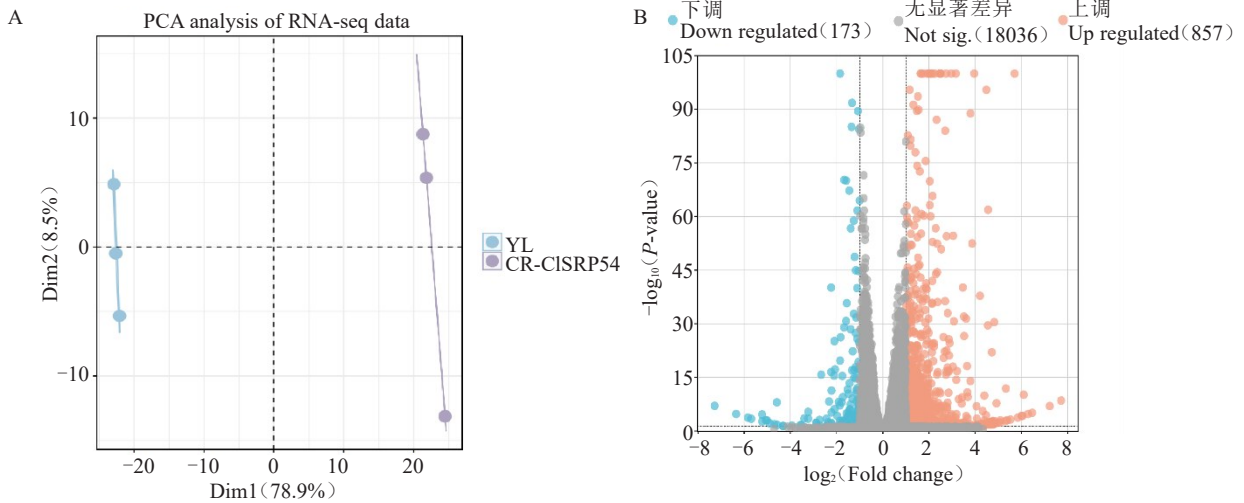 A
PCA analysis of RNA-seq data
10
0
−10
−20
−10
0
10
20
Dim2（8.5%）
Dim1（78.9%）
YL
CR-ClSRP54
B
下调
Down regulated（173）
无显著差异
Not sig.（18036）
上调
Up regulated（857）
105
90
75
60
45
30
15
0
−8
−6
−4
−2
0
2
4
6
8
−log₁₀（P-value）
log₂（Fold change）